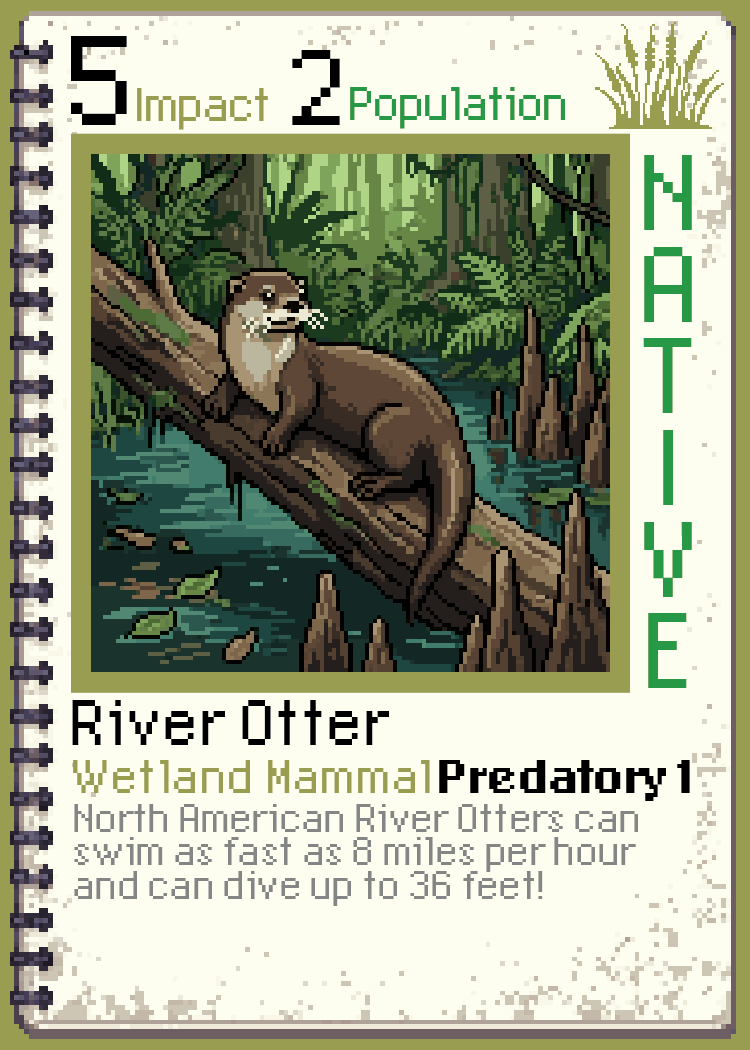 5 Impact 2 Population
NATIVE
River Otter
Wetland Mammal Predatory 1
North American River Otters can
swim as fast as 8 miles per hour
and can dive up to 36 feet!